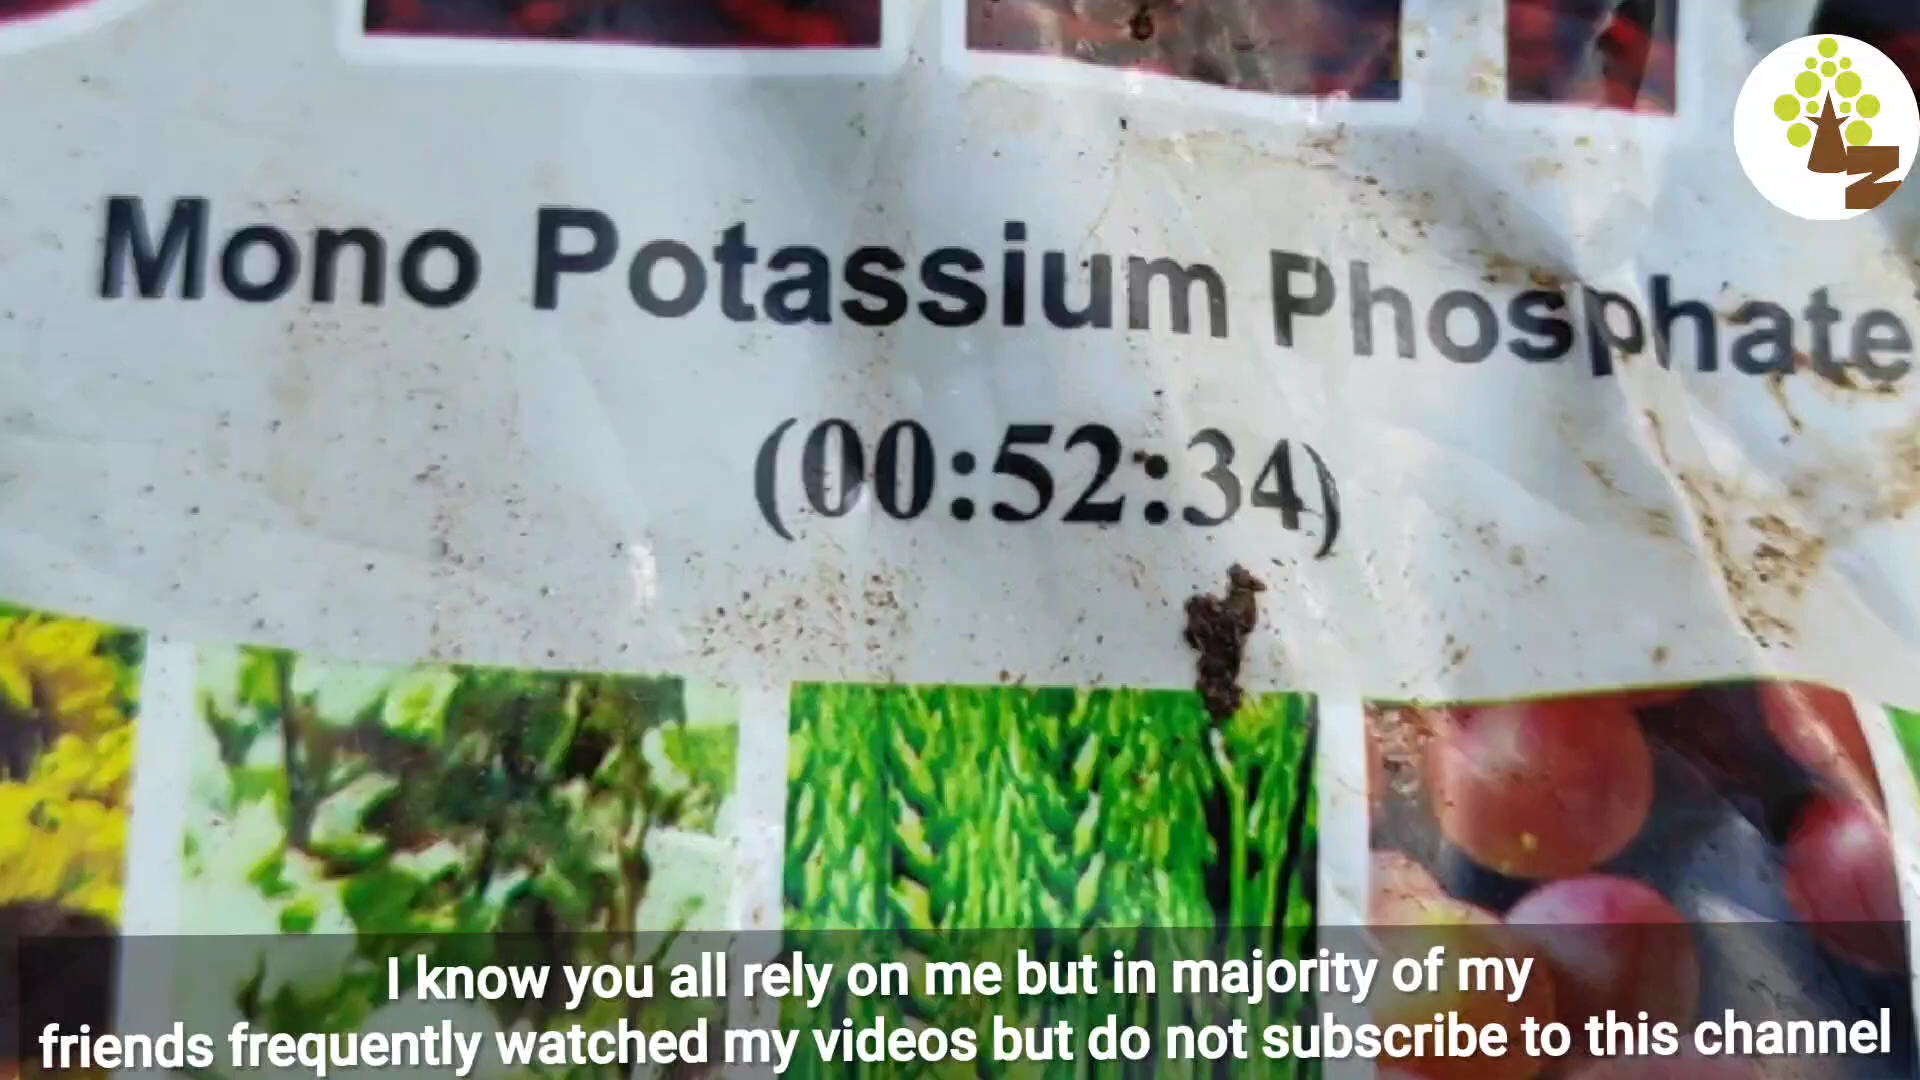 Mono Potassium Phosphate
(00:52:34)
I know you all rely on me but in majority of my
friends frequently watched my videos but do not subscribe to this channel